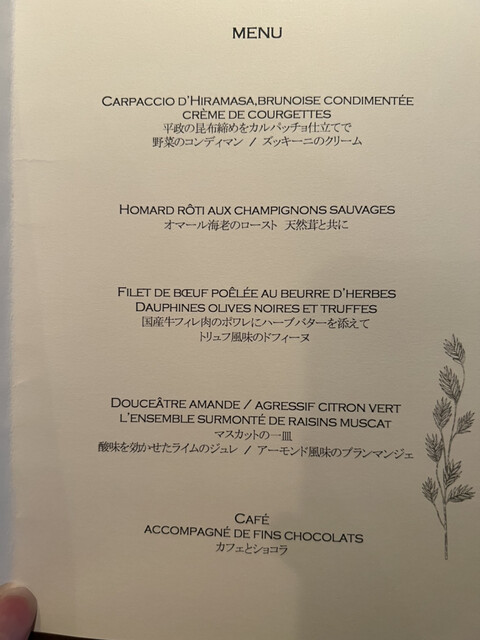 MENU
CARPACCIO D'HIRAMASA,BRUNOISE CONDIMENTÉE
CRÈME DE COURGETTES
平政の昆布締めをカルパッチョ仕立てで
野菜のコンディマン / ズッキーニのクリーム
HOMARD RÔTI AUX CHAMPIGNONS SAUVAGES
オマール海老のロースト 天然茸と共に
FILET DE BŒUF POÊLÉE AU BEURRE D'HERBES
DAUPHINES OLIVES NOIRES ET TRUFFES
国産牛フィレ肉のポワレにハーブバターを添えて
トリュフ風味のドフィーヌ
DOUCEÂTRE AMANDE / AGRESSIF CITRON VERT
L'ENSEMBLE SURMONTÉ DE RAISINS MUSCAT
マスカットの一皿
酸味を効かせたライムのジュレ / アーモンド風味のブランマンジェ
CAFÉ
ACCOMPAGNÉ DE FINS CHOCOLATS
カフェとショコラ